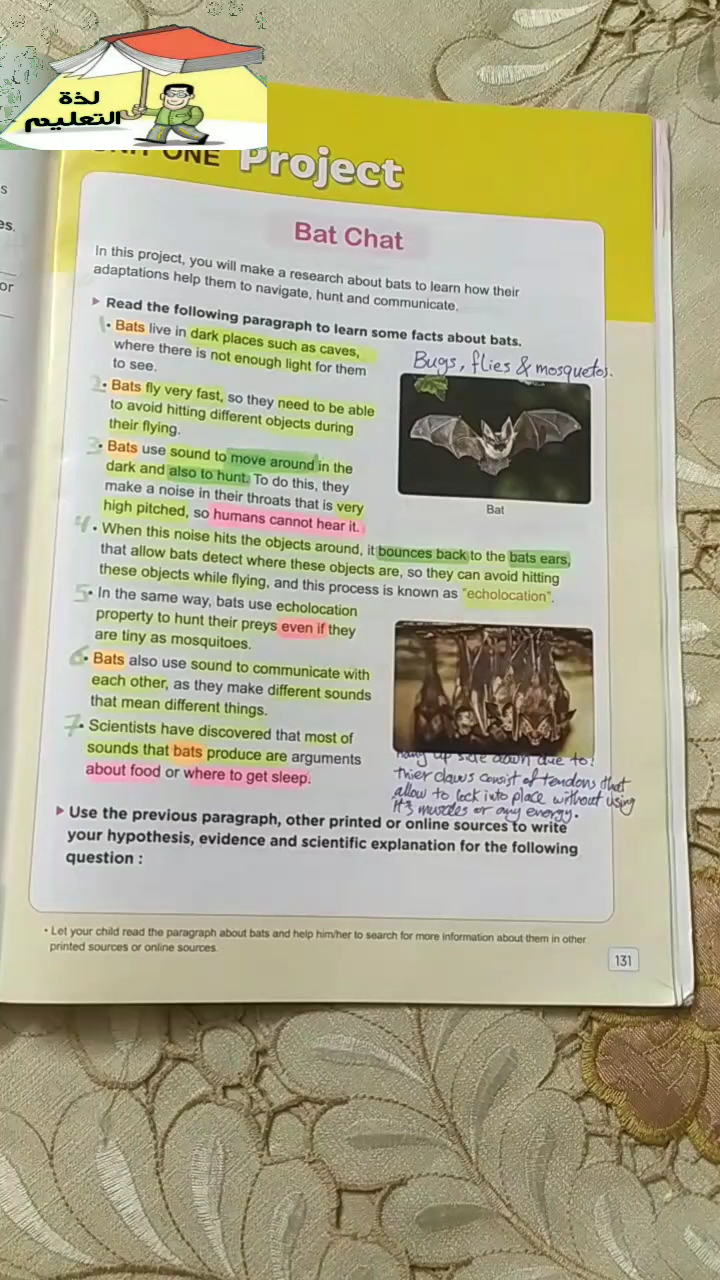 لذة
التعليم
UNIT ONE Project
s
es.
or
Bat Chat
In this project, you will make a research about bats to learn how their
adaptations help them to navigate, hunt and communicate.
▶ Read the following paragraph to learn some facts about bats.
1 • Bats live in dark places such as caves,
where there is not enough light for them
to see.
Bugs, flies & mosquetos.
2 • Bats fly very fast, so they need to be able
to avoid hitting different objects during
their flying.
3 • Bats use sound to move around in the
dark and also to hunt. To do this, they
make a noise in their throats that is very
high pitched, so humans cannot hear it.
Bat
4 • When this noise hits the objects around, it bounces back to the bats ears,
that allow bats detect where these objects are, so they can avoid hitting
these objects while flying, and this process is known as "echolocation".
5 • In the same way, bats use echolocation
property to hunt their preys even if they
are tiny as mosquitoes.
6 • Bats also use sound to communicate with
each other, as they make different sounds
that mean different things.
7 • Scientists have discovered that most of
sounds that bats produce are arguments
about food or where to get sleep.
hang up side down due to:
thier claws consist of tendons that
allow to lock into place without using
it's muscles or any energy.
▶ Use the previous paragraph, other printed or online sources to write
your hypothesis, evidence and scientific explanation for the following
question :
• Let your child read the paragraph about bats and help him/her to search for more information about them in other
printed sources or online sources.
131